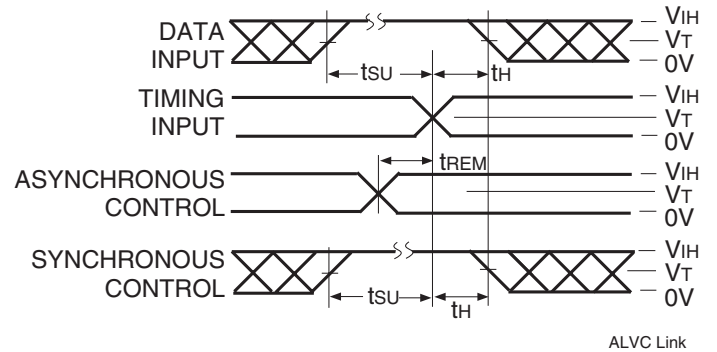 DATA
INPUT
tSU
tH
VIH
VT
0V
TIMING
INPUT
VIH
VT
0V
tREM
ASYNCHRONOUS
CONTROL
VIH
VT
0V
SYNCHRONOUS
CONTROL
tSU
tH
VIH
VT
0V
ALVC Link